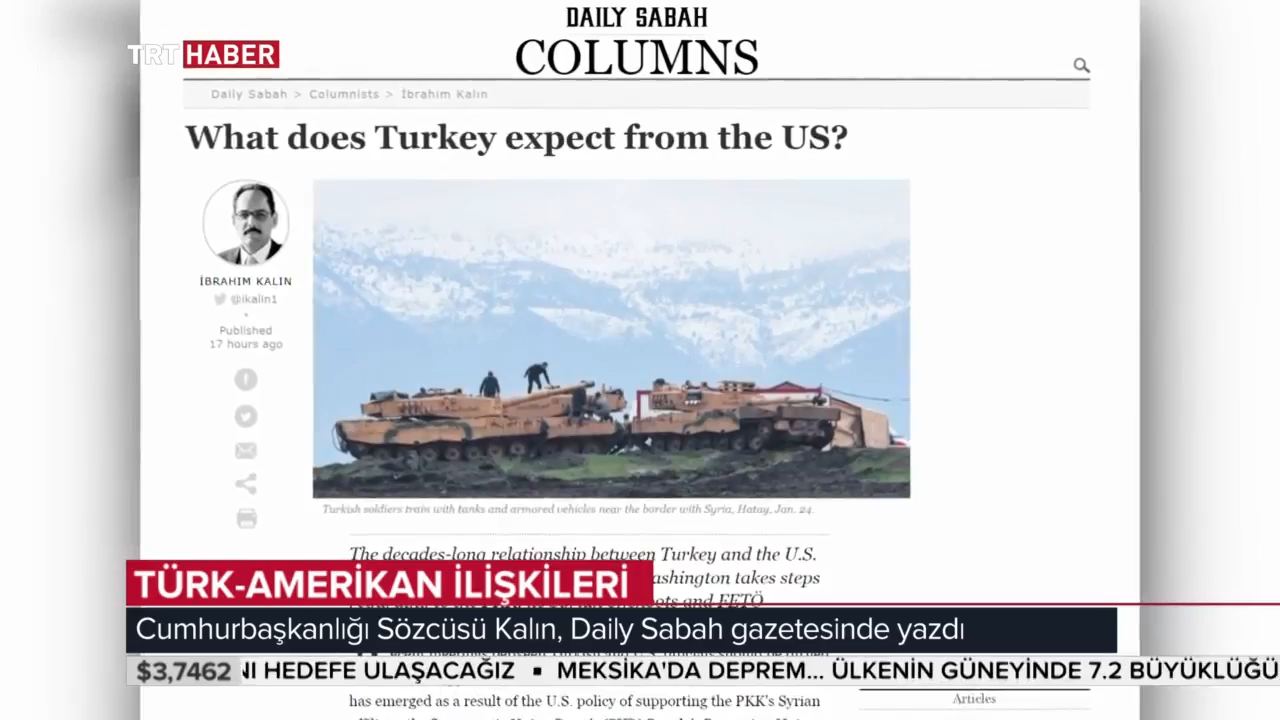 DAILY SABAH
COLUMNS
TRT HABER
Daily Sabah > Columnists > İbrahim Kalın
What does Turkey expect from the US?
İBRAHIM KALIN
@ikalin1
Published
17 hours ago
Turkish soldiers train with tanks and armored vehicles near the border with Syria, Hatay, Jan. 24.
The decades-long relationship between Turkey and the U.S.
ashington takes steps
and FETÖ
TÜRK-AMERİKAN İLİŞKİLERİ
Cumhurbaşkanlığı Sözcüsü Kalın, Daily Sabah gazetesinde yazdı
$3,7462 NI HEDEFE ULAŞACAĞIZ ▪ MEKSİKA'DA DEPREM... ÜLKENİN GÜNEYİNDE 7.2 BÜYÜKLÜĞÜ
has emerged as a result of the U.S. policy of supporting the PKK's Syrian
Articles